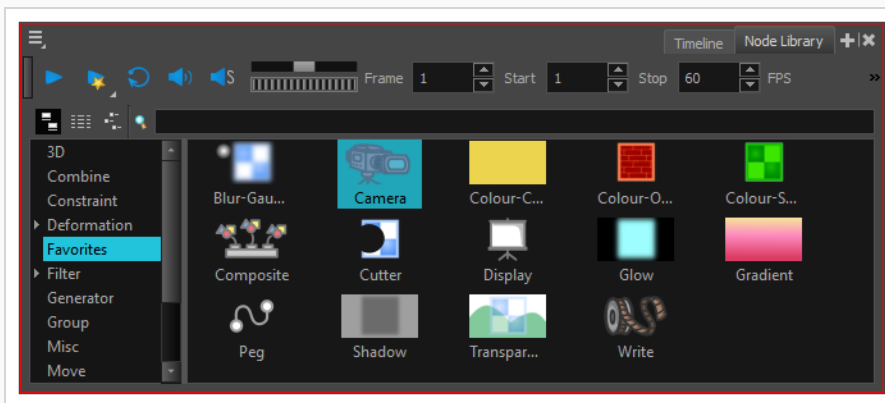 Timeline Node Library
S Frame 1 Start 1 Stop 60 FPS
3D
Combine
Constraint
Deformation
Favorites
Filter
Generator
Group
Misc
Move
Blur-Gau... Camera Colour-C... Colour-O... Colour-S...
Composite Cutter Display Glow Gradient
Peg Shadow Transpar... Write